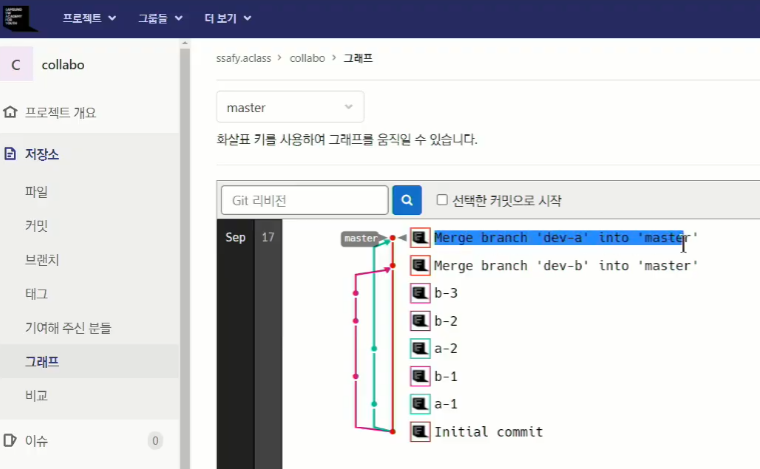 프로젝트 그룹들 더 보기
C collabo
ssafy.aclass > collabo > 그래프
프로젝트 개요
저장소
파일
커밋
브랜치
태그
기여해 주신 분들
그래프
비교
이슈 0
master
화살표 키를 사용하여 그래프를 움직일 수 있습니다.
Git 리비전 선택한 커밋으로 시작
Sep 17 master Merge branch 'dev-a' into 'master'
Merge branch 'dev-b' into 'master'
b-3
b-2
a-2
b-1
a-1
Initial commit